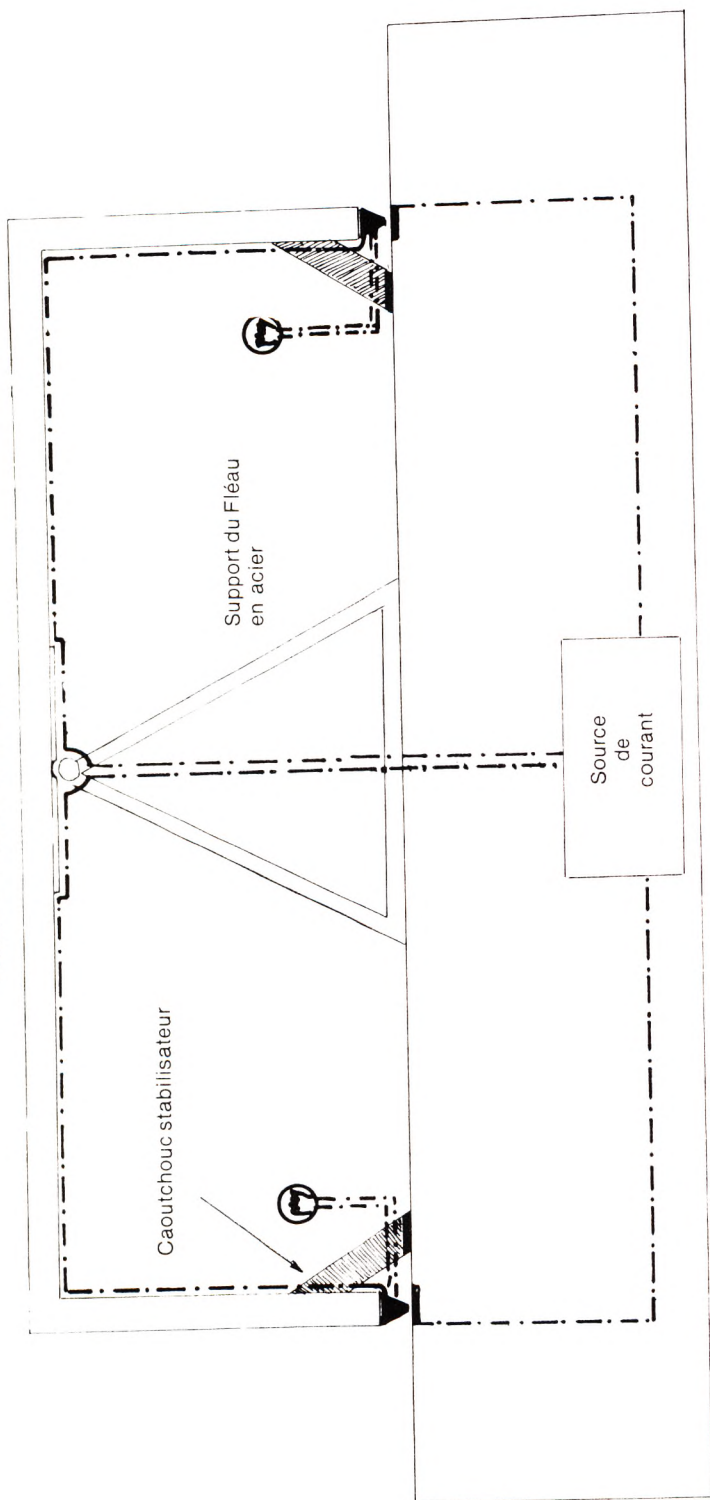 Caoutchouc stabilisateur
Support du Fléau
en acier
Source
de
courant